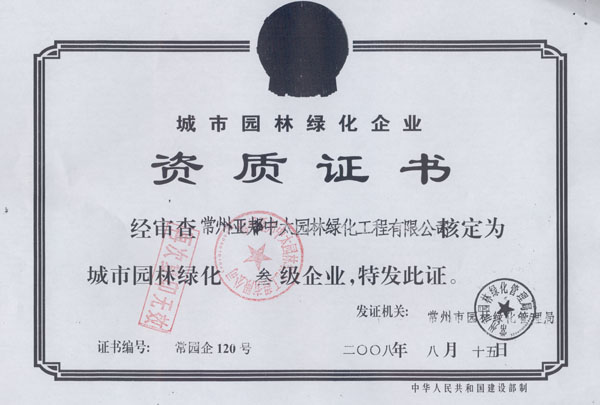 城市园林绿化企业
资质证书
经审查常州亚都中大园林绿化工程有限公司核定为
城市园林绿化 叁级企业,特发此证。
发证机关: 常州市园林绿化管理局
证书编号: 常园企120号 二〇〇八年 八月 十五日
中华人民共和国建设部制